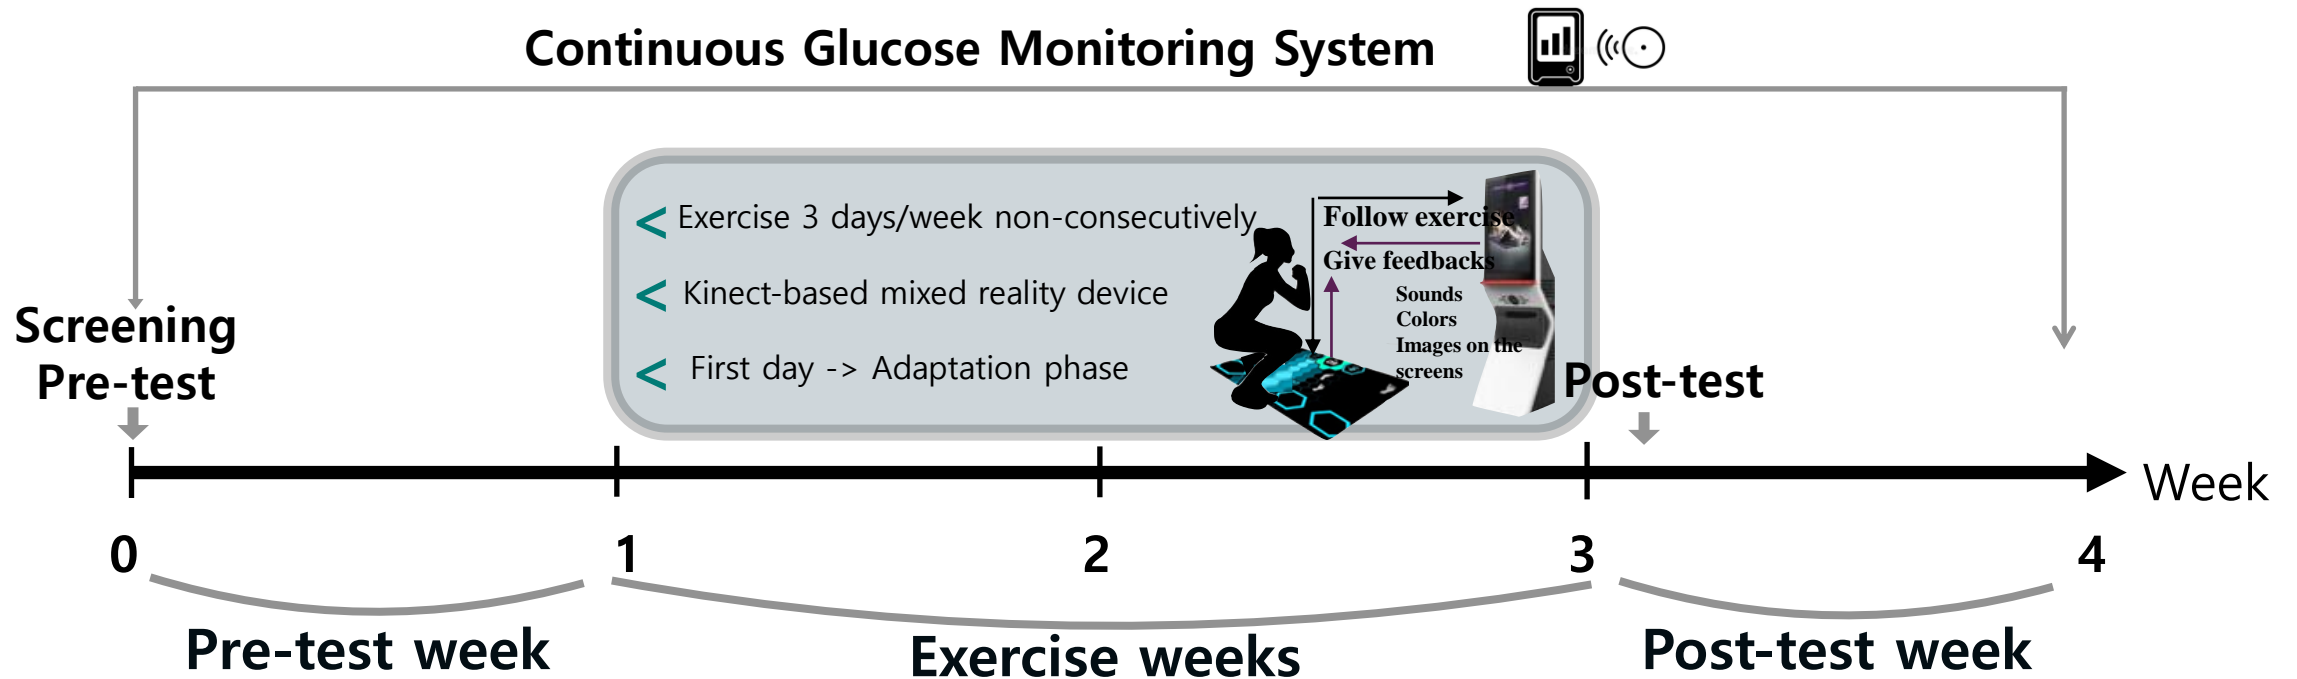 Continuous Glucose Monitoring System
< Exercise 3 days/week non-consecutively
< Kinect-based mixed reality device
< First day -> Adaptation phase
Follow exercise
Give feedbacks
Sounds
Colors
Images on the
screens
Screening
Pre-test
Post-test
Week
0
1
2
3
4
Pre-test week
Exercise weeks
Post-test week